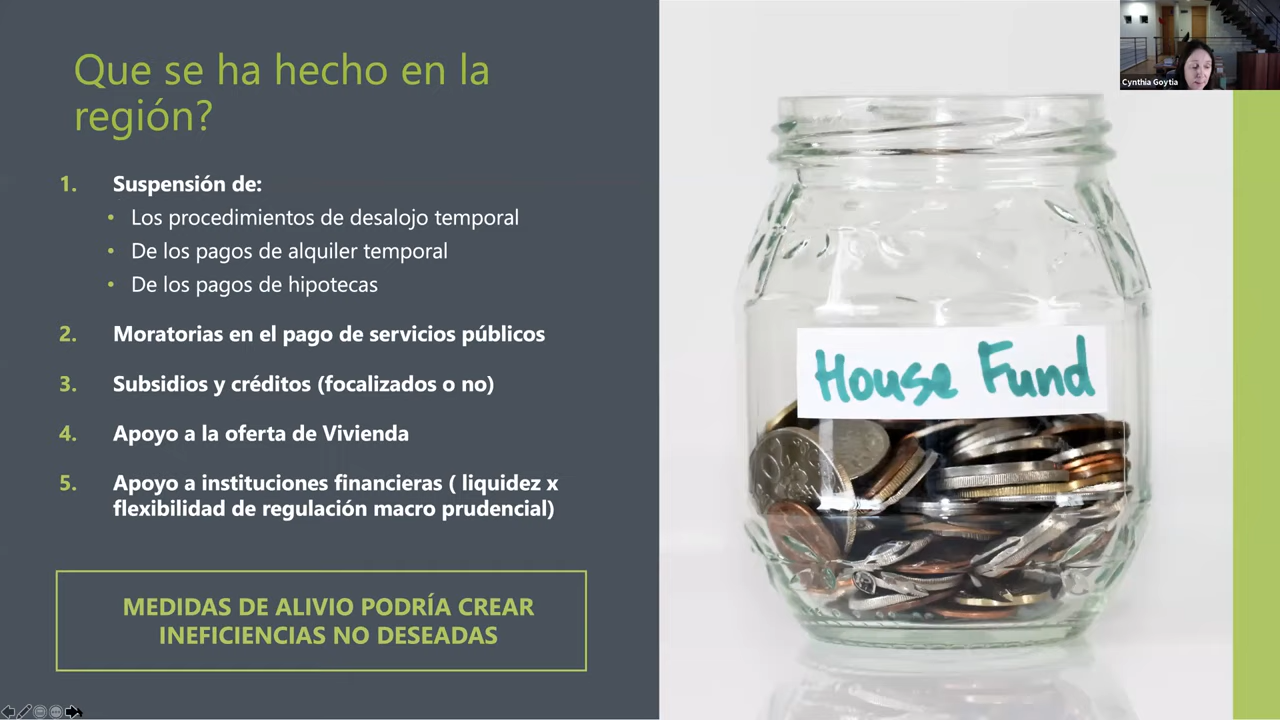 Que se ha hecho en la
región?
1. Suspensión de:
• Los procedimientos de desalojo temporal
• De los pagos de alquiler temporal
• De los pagos de hipotecas
2. Moratorias en el pago de servicios públicos
3. Subsidios y créditos (focalizados o no)
4. Apoyo a la oferta de Vivienda
5. Apoyo a instituciones financieras ( liquidez x
flexibilidad de regulación macro prudencial)
MEDIDAS DE ALIVIO PODRÍA CREAR
INEFICIENCIAS NO DESEADAS
House Fund
Cynthia Goytia